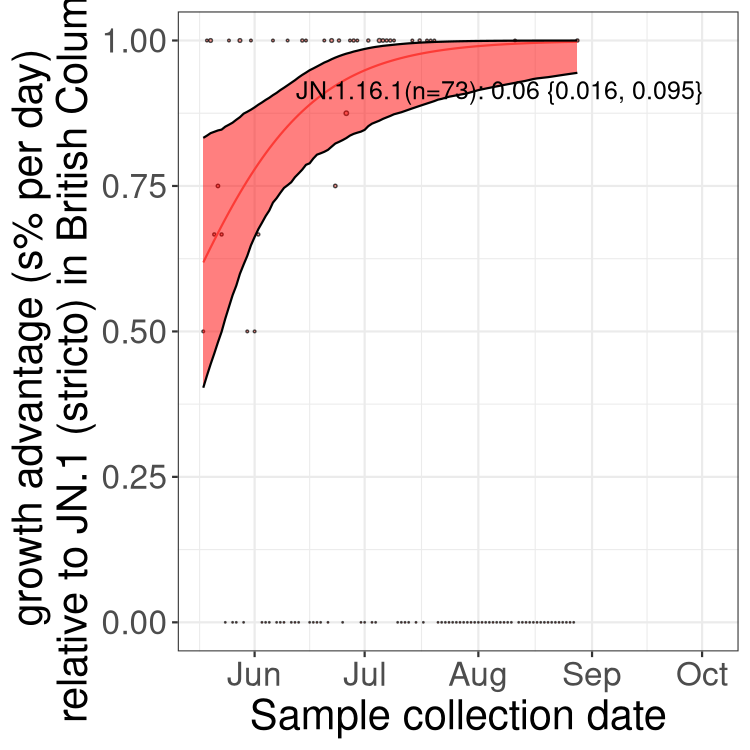 growth advantage (s% per day)
relative to JN.1 (stricto) in British Colum
1.00
0.75
0.50
0.25
0.00
JN.1.16.1(n=73): 0.06 {0.016, 0.095}
Jun Jul Aug Sep Oct
Sample collection date